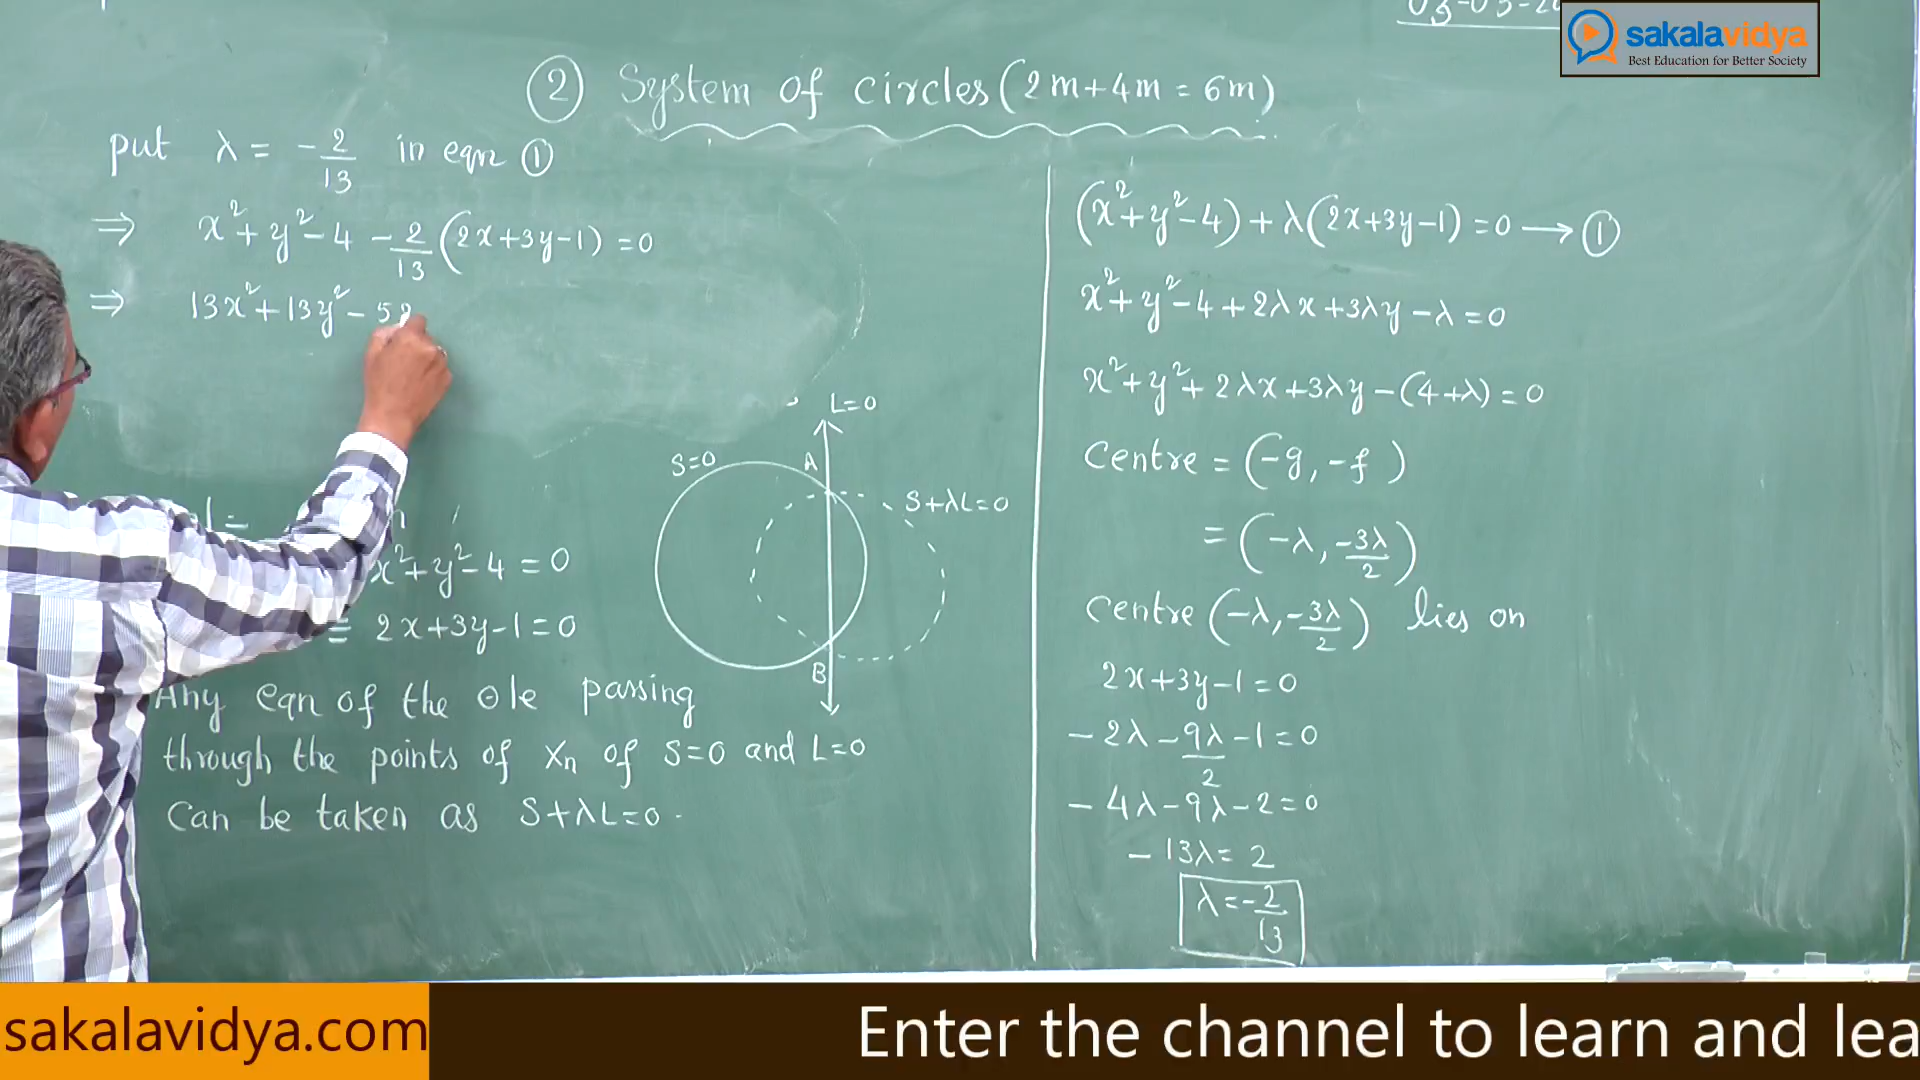 sakalavidya
Best Education for Better Society
② System of circles (2m+4m = 6m)
put λ = -2/13 in eqn ①
⇒ x²+y²-4 -2/13(2x+3y-1) =0
⇒ 13x²+13y²-52
x²+y²-4 = 0
= 2x+3y-1=0
Any eqn of the ⊙le passing
through the points of Xn of S=0 and L=0
can be taken as S+λL=0.
L=0
S=0
A
S+λL=0
B
(x²+y²-4)+λ(2x+3y-1)=0 → ①
x²+y²-4+2λx+3λy-λ=0
x²+y²+2λx+3λy-(4+λ)=0
Centre = (-g, -f)
= (-λ, -3λ/2)
Centre (-λ, -3λ/2) lies on
2x+3y-1=0
-2λ-9λ/2-1=0
-4λ-9λ-2=0
-13λ= 2
λ=-2/13
sakalavidya.com
Enter the channel to learn and lea